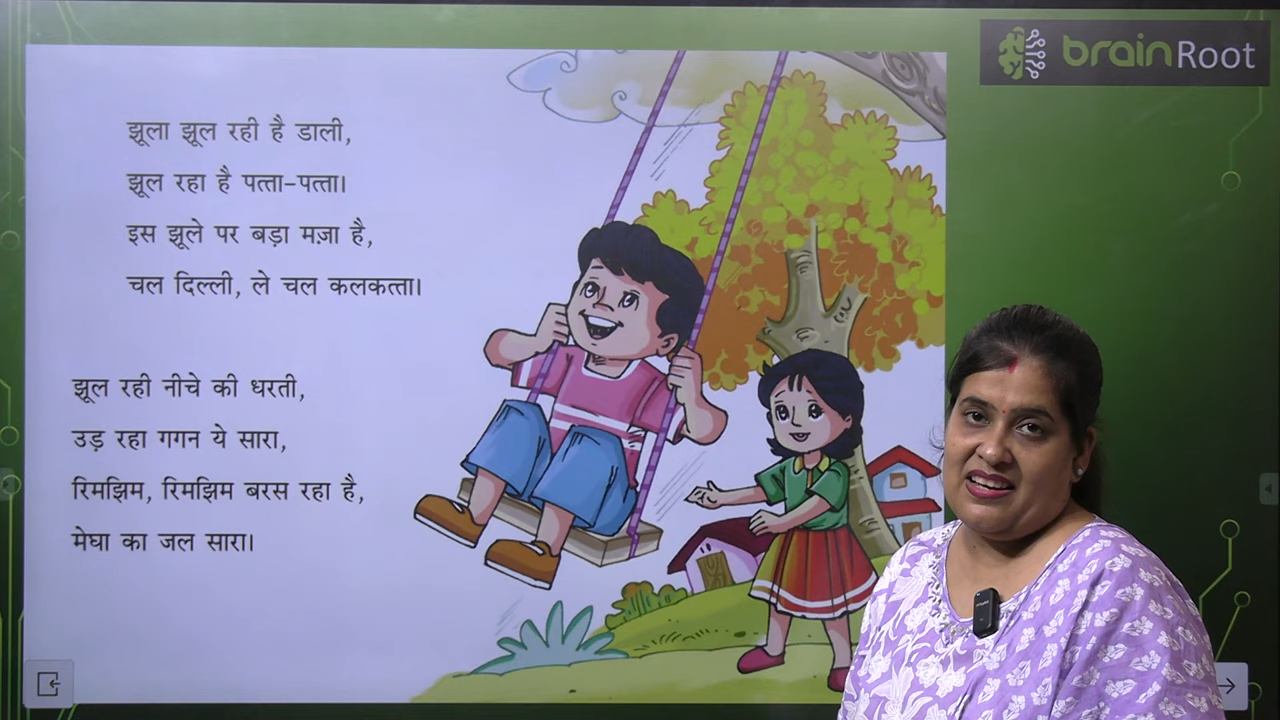 brainRoot
झूला झूल रही है डाली,
झूल रहा है पत्ता–पत्ता।
इस झूले पर बड़ा मज़ा है,
चल दिल्ली, ले चल कलकत्ता।
झूल रही नीचे की धरती,
उड़ रहा गगन ये सारा,
रिमझिम, रिमझिम बरस रहा है,
मेघा का जल सारा।